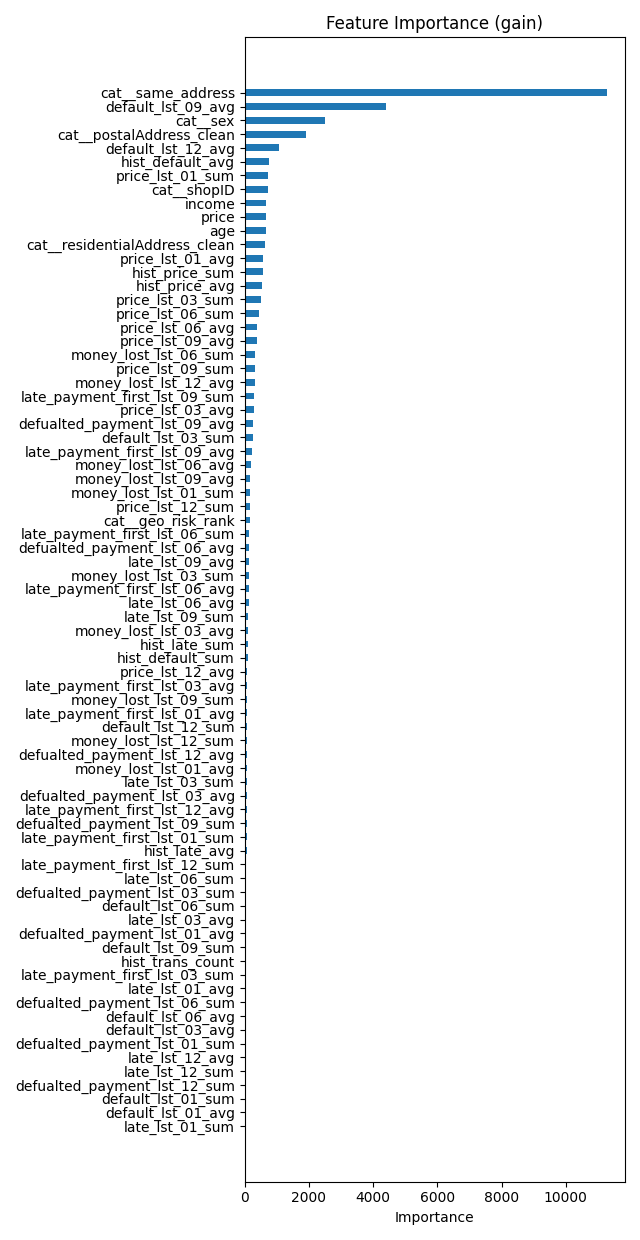 Feature Importance (gain)
cat__same_address
default_lst_09_avg
cat__sex
cat__postalAddress_clean
default_lst_12_avg
hist_default_avg
price_lst_01_sum
cat__shopID
income
price
age
cat__residentialAddress_clean
price_lst_01_avg
hist_price_sum
hist_price_avg
price_lst_03_sum
price_lst_06_sum
price_lst_06_avg
price_lst_09_avg
money_lost_lst_06_sum
price_lst_09_sum
money_lost_lst_12_avg
late_payment_first_lst_09_sum
price_lst_03_avg
defualted_payment_lst_09_avg
default_lst_03_sum
late_payment_first_lst_09_avg
money_lost_lst_06_avg
money_lost_lst_09_avg
money_lost_lst_01_sum
price_lst_12_sum
cat__geo_risk_rank
late_payment_first_lst_06_sum
defualted_payment_lst_06_avg
late_lst_09_avg
money_lost_lst_03_sum
late_payment_first_lst_06_avg
late_lst_06_avg
late_lst_09_sum
money_lost_lst_03_avg
hist_late_sum
hist_default_sum
price_lst_12_avg
late_payment_first_lst_03_avg
money_lost_lst_09_sum
late_payment_first_lst_01_avg
default_lst_12_sum
money_lost_lst_12_sum
defualted_payment_lst_12_avg
money_lost_lst_01_avg
late_lst_03_sum
defualted_payment_lst_03_avg
late_payment_first_lst_12_avg
defualted_payment_lst_09_sum
late_payment_first_lst_01_sum
hist_late_avg
late_payment_first_lst_12_sum
late_lst_06_sum
defualted_payment_lst_03_sum
default_lst_06_sum
late_lst_03_avg
defualted_payment_lst_01_avg
default_lst_09_sum
hist_trans_count
late_payment_first_lst_03_sum
late_lst_01_avg
defualted_payment_lst_06_sum
default_lst_06_avg
default_lst_03_avg
defualted_payment_lst_01_sum
late_lst_12_avg
late_lst_12_sum
defualted_payment_lst_12_sum
default_lst_01_sum
default_lst_01_avg
late_lst_01_sum
0 2000 4000 6000 8000 10000
Importance